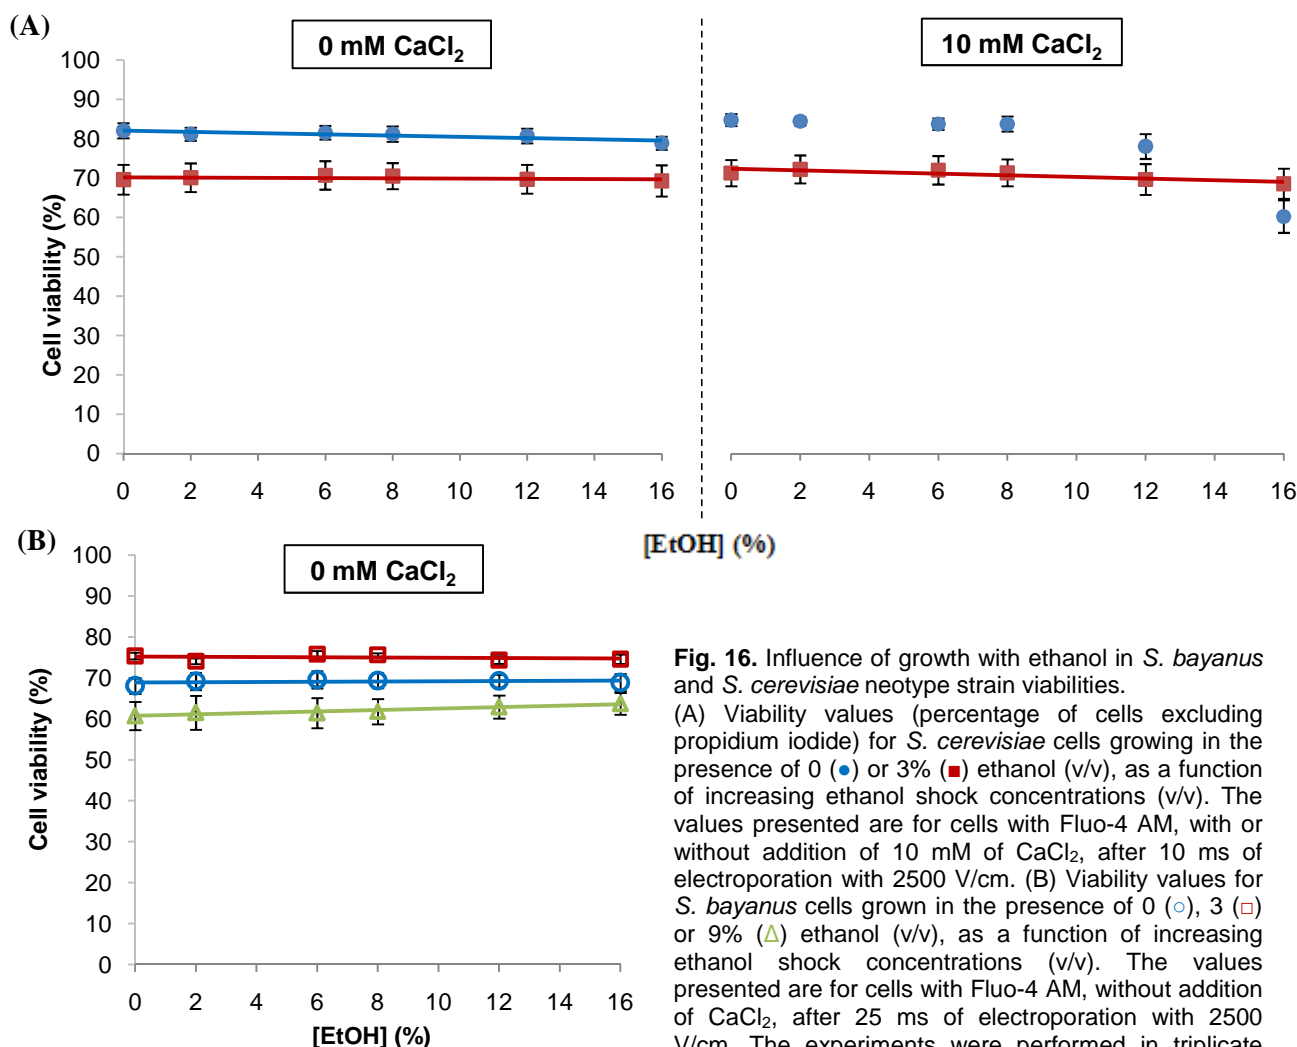 (A)
0 mM CaCl2
10 mM CaCl2
Cell viability (%)
100
90
80
70
60
50
40
30
20
10
0
0 2 4 6 8 10 12 14 16
0 2 4 6 8 10 12 14 16
[EtOH] (%)
(B)
0 mM CaCl2
Cell viability (%)
100
90
80
70
60
50
40
30
20
10
0
0 2 4 6 8 10 12 14 16
[EtOH] (%)
Fig. 16. Influence of growth with ethanol in S. bayanus
and S. cerevisiae neotype strain viabilities.
(A) Viability values (percentage of cells excluding
propidium iodide) for S. cerevisiae cells growing in the
presence of 0 (●) or 3% (■) ethanol (v/v), as a function
of increasing ethanol shock concentrations (v/v). The
values presented are for cells with Fluo-4 AM, with or
without addition of 10 mM of CaCl2, after 10 ms of
electroporation with 2500 V/cm. (B) Viability values for
S. bayanus cells grown in the presence of 0 (○), 3 (□)
or 9% (Δ) ethanol (v/v), as a function of increasing
ethanol shock concentrations (v/v). The values
presented are for cells with Fluo-4 AM, without addition
of CaCl2, after 25 ms of electroporation with 2500
V/cm. The experiments were performed in triplicate